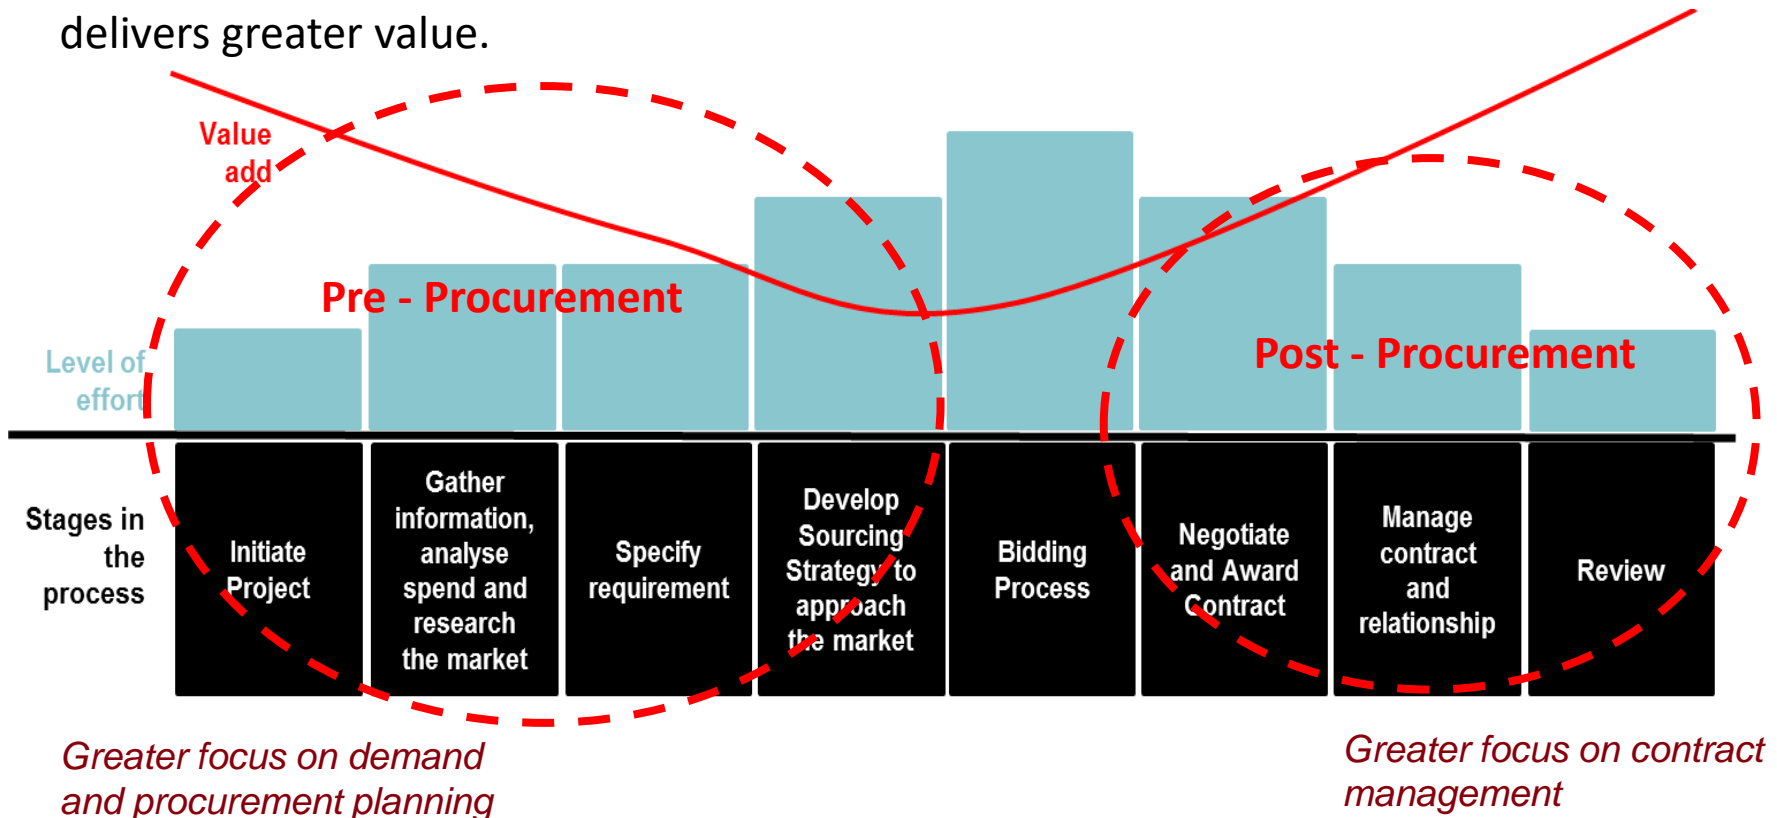 delivers greater value.
Value
add
Pre - Procurement
Post - Procurement
Level of
effort
Stages in
the
process
Initiate
Project
Gather
information,
analyse
spend and
research
the market
Specify
requirement
Develop
Sourcing
Strategy to
approach
the market
Bidding
Process
Negotiate
and Award
Contract
Manage
contract
and
relationship
Review
Greater focus on demand
and procurement planning
Greater focus on contract
management